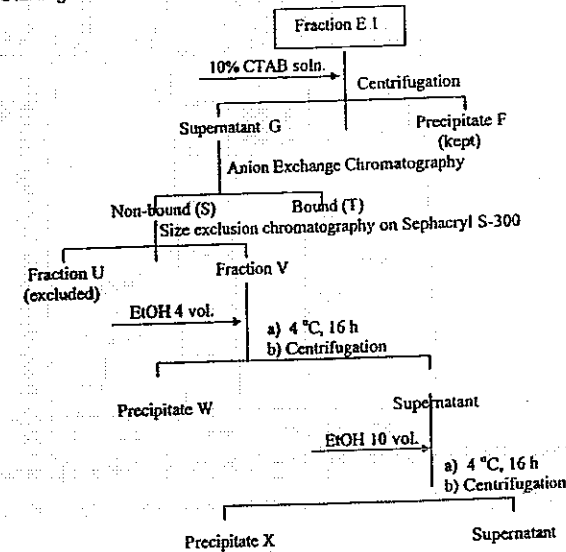 Fraction E.1
10% CTAB soln.
Centrifugation
Supernatant G
Precipitate F
(kept)
Anion Exchange Chromatography
Non-bound (S)
Bound (T)
Size exclusion chromatography on Sephacryl S-300
Fraction U
(excluded)
Fraction V
EtOH 4 vol.
a) 4 °C, 16 h
b) Centrifugation
Precipitate W
Supernatant
EtOH 10 vol.
a) 4 °C, 16 h
b) Centrifugation
Precipitate X
Supernatant